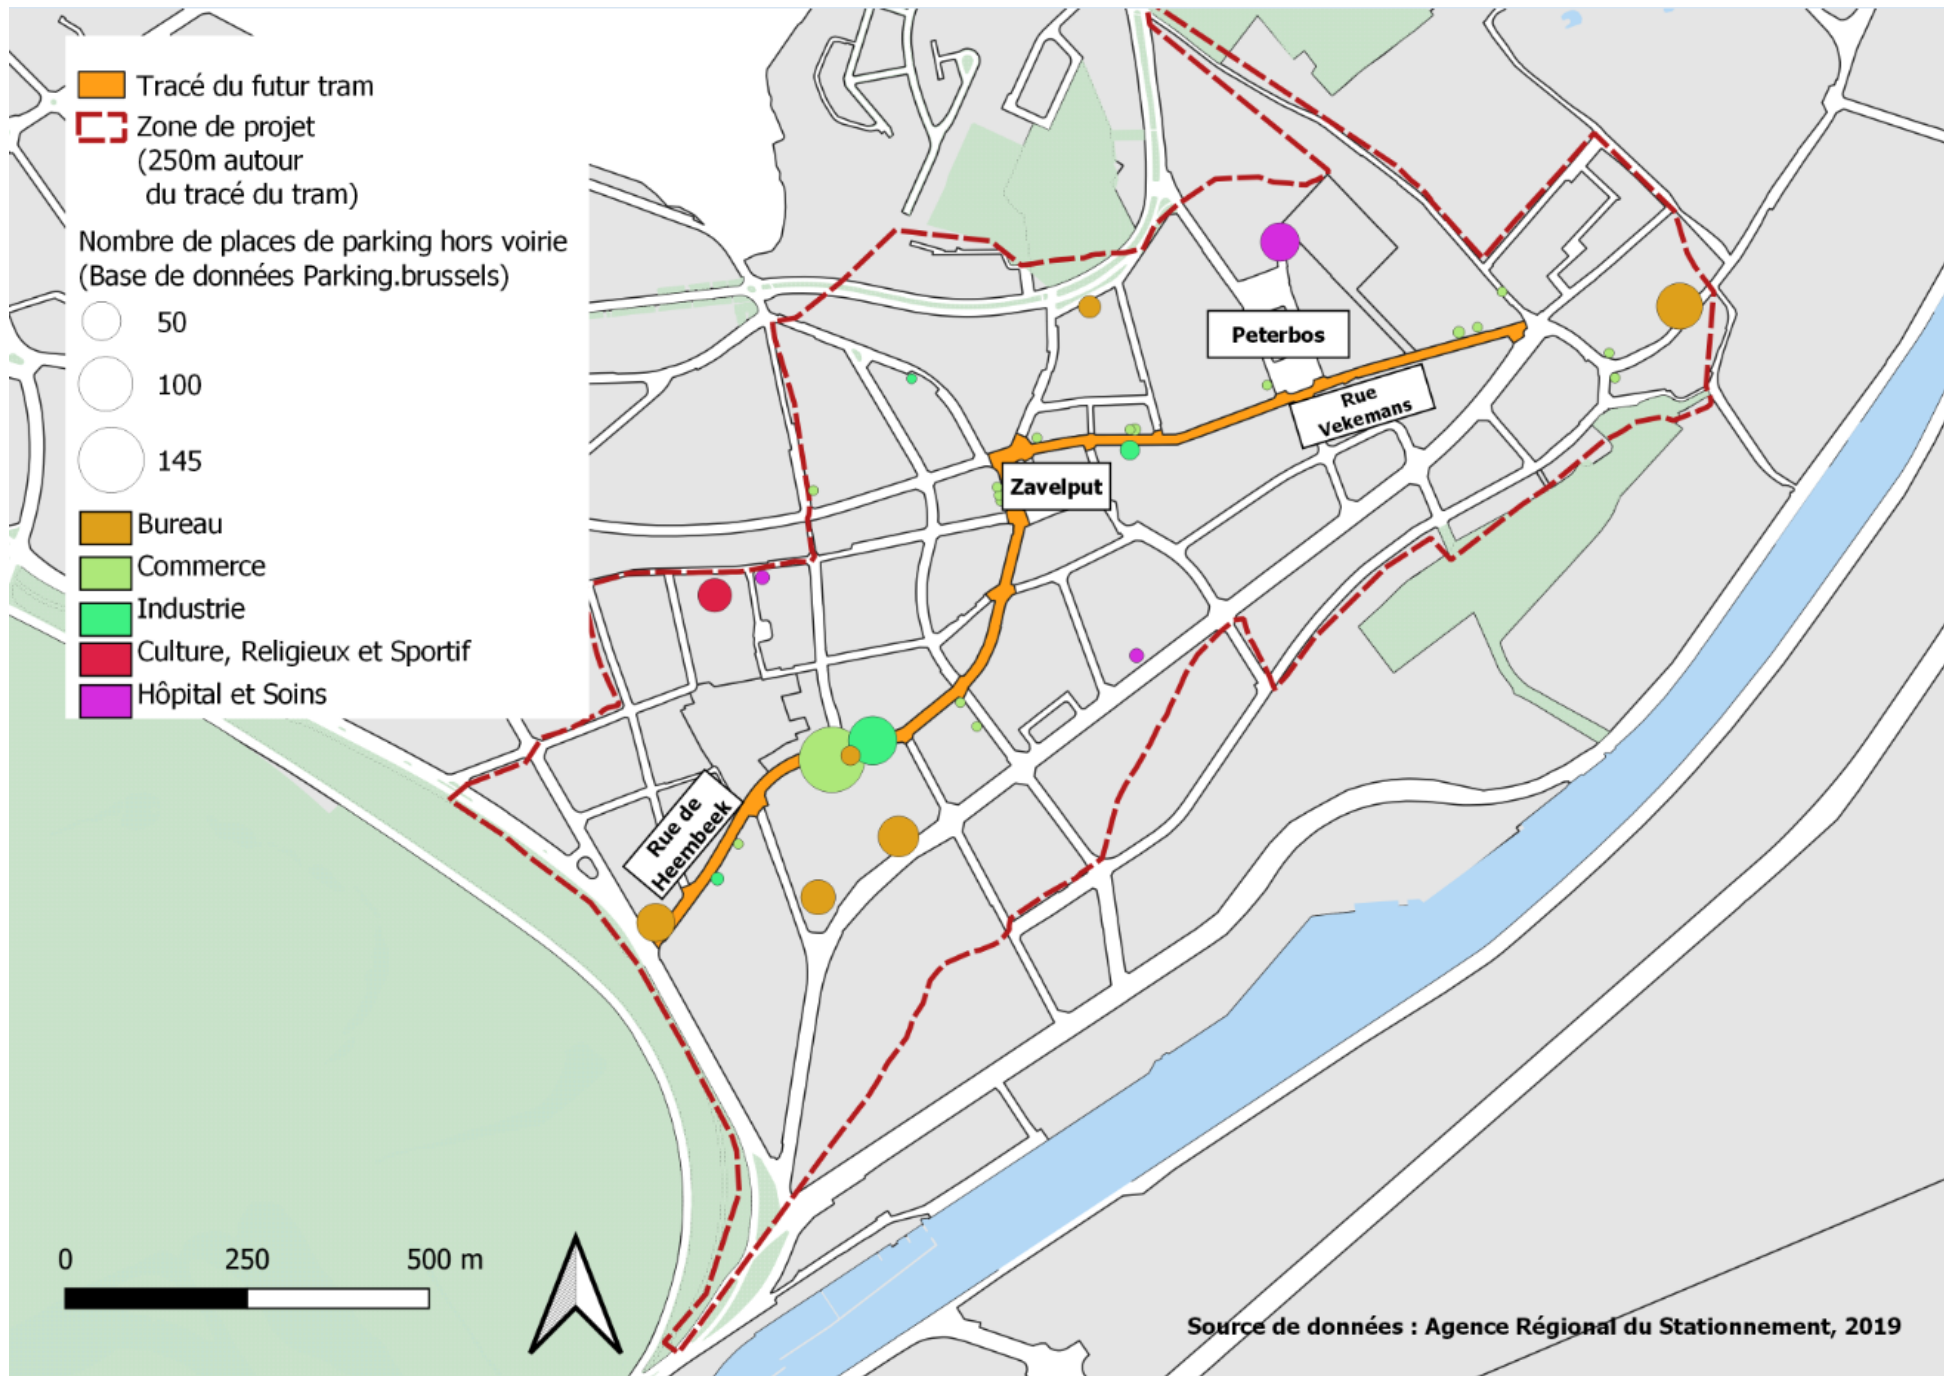 Tracé du futur tram
Zone de projet
(250m autour
du tracé du tram)
Nombre de places de parking hors voirie
(Base de données Parking.brussels)
50
100
145
Bureau
Commerce
Industrie
Culture, Religieux et Sportif
Hôpital et Soins
Peterbos
Rue
Vekemans
Zavelput
Rue de
Heembeek
0 250 500 m
Source de données : Agence Régional du Stationnement, 2019